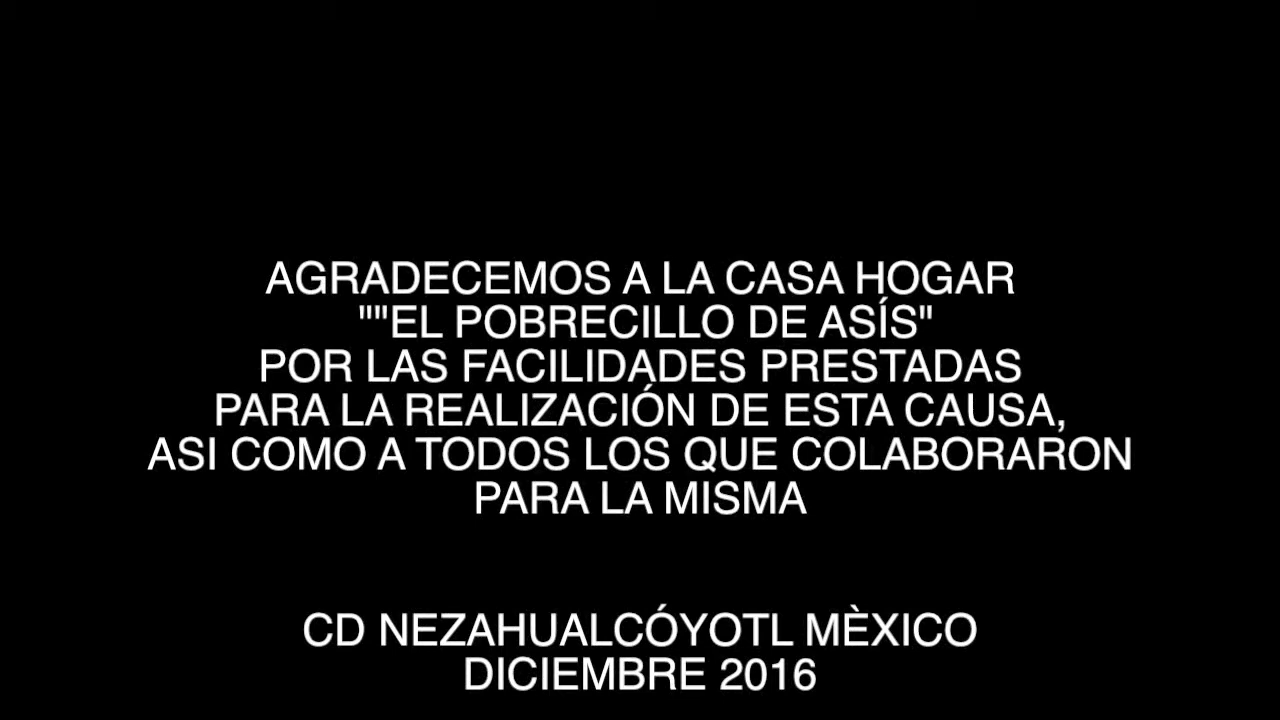 AGRADECEMOS A LA CASA HOGAR
""EL POBRECILLO DE ASÍS"
POR LAS FACILIDADES PRESTADAS
PARA LA REALIZACIÓN DE ESTA CAUSA,
ASI COMO A TODOS LOS QUE COLABORARON
PARA LA MISMA
CD NEZAHUALCÓYOTL MÈXICO
DICIEMBRE 2016